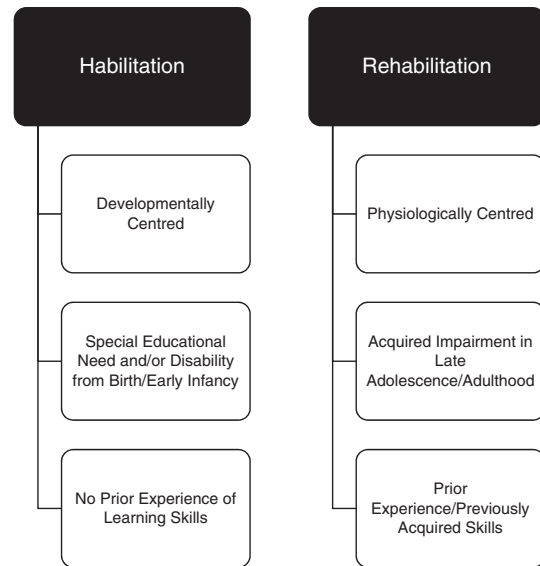 Habilitation
Developmentally
Centred
Special Educational
Need and/or Disability
from Birth/Early Infancy
No Prior Experience of
Learning Skills
Rehabilitation
Physiologically Centred
Acquired Impairment in
Late
Adolescence/Adulthood
Prior
Experience/Previously
Acquired Skills